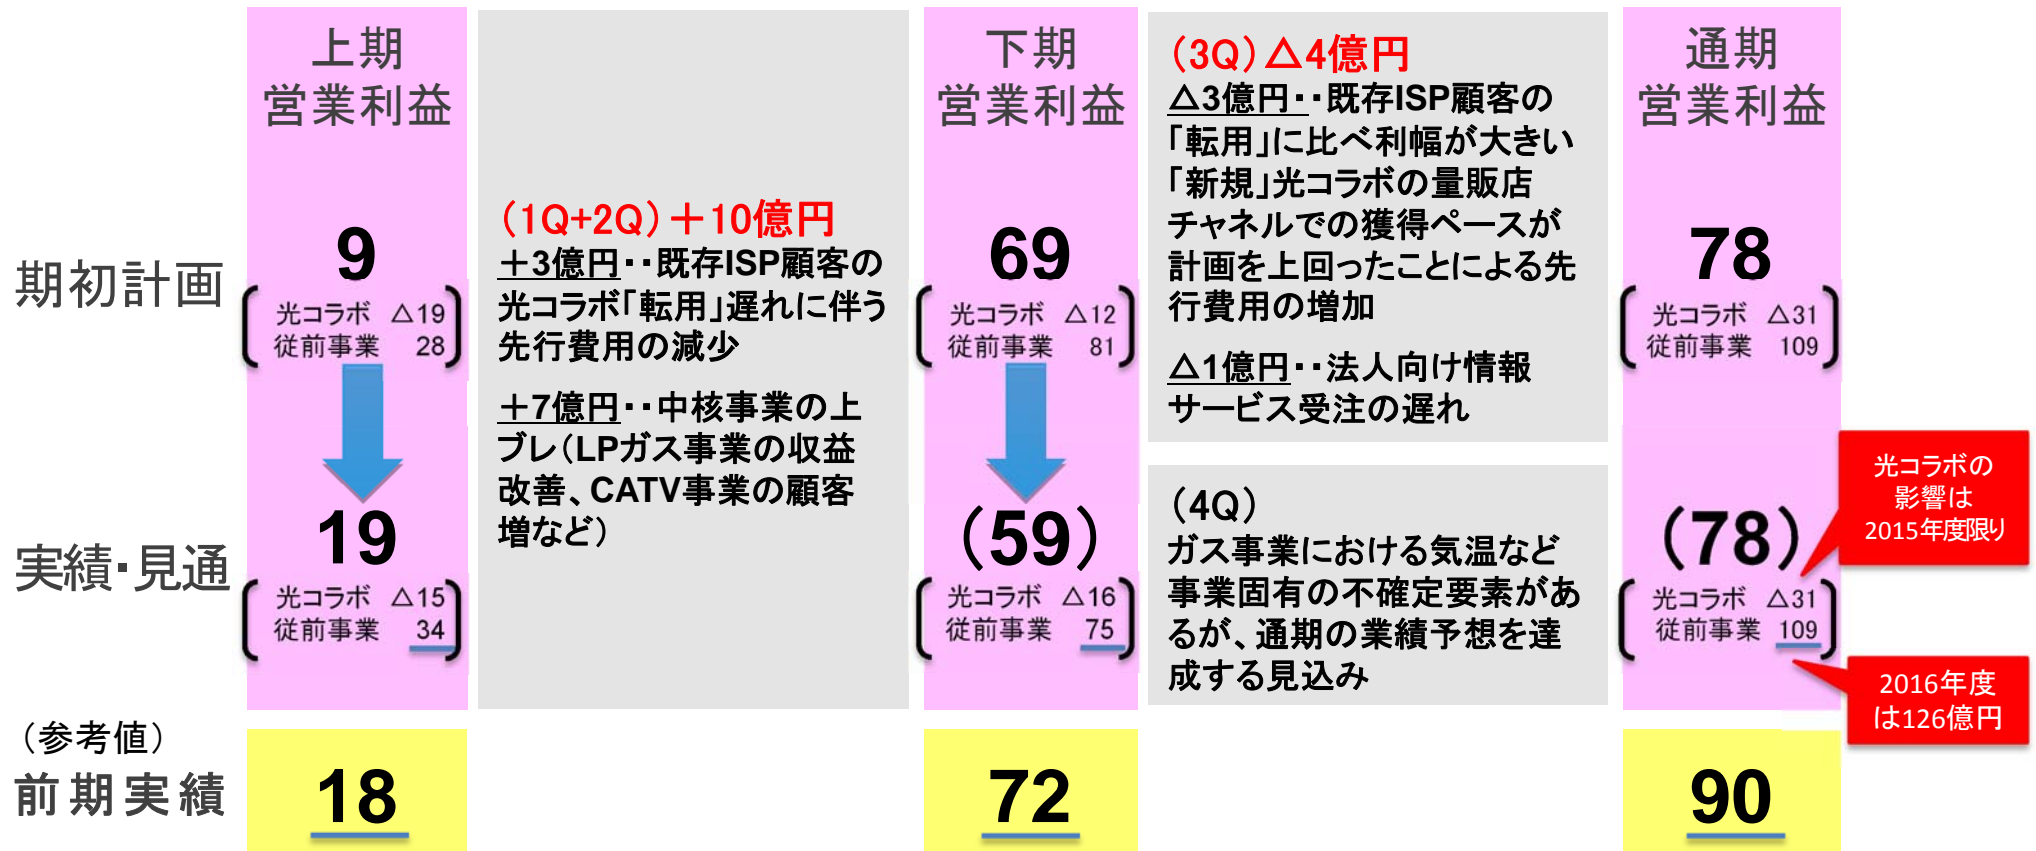 上期
営業利益
下期
営業利益
通期
営業利益
期初計画
9
光コラボ △19
従前事業 28
(1Q+2Q)+10億円
+3億円‥既存ISP顧客の
光コラボ「転用」遅れに伴う
先行費用の減少
+7億円‥中核事業の上
ブレ(LPガス事業の収益
改善、CATV事業の顧客
増など)
69
光コラボ △12
従前事業 81
(3Q)△4億円
△3億円‥既存ISP顧客の
「転用」に比べ利幅が大きい
「新規」光コラボの量販店
チャネルでの獲得ペースが
計画を上回ったことによる先
行費用の増加
△1億円‥法人向け情報
サービス受注の遅れ
78
光コラボ △31
従前事業 109
実績・見通
19
光コラボ △15
従前事業 34
(59)
光コラボ △16
従前事業 75
(4Q)
ガス事業における気温など
事業固有の不確定要素があ
るが、通期の業績予想を達
成する見込み
(78)
光コラボ △31
従前事業 109
光コラボの
影響は
2015年度限り
2016年度
は126億円
(参考値)
前期実績
18
72
90